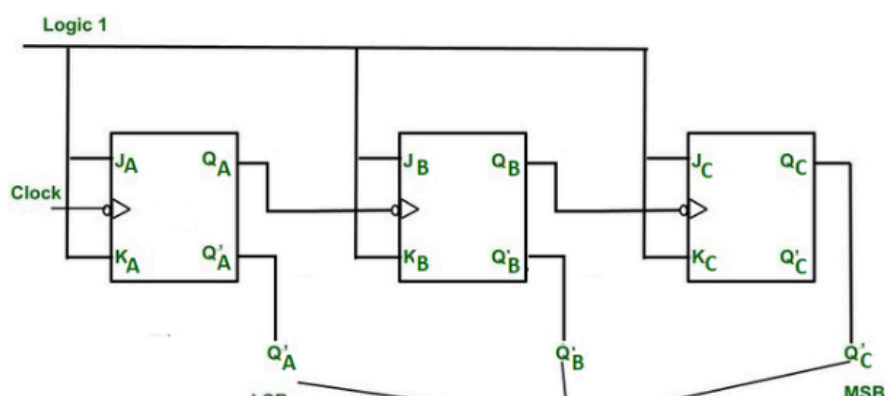 Logic 1
JA QA JB QB JC QC
Clock
KA Q'A KB Q'B KC Q'C
Q'A Q'B Q'C
MSB